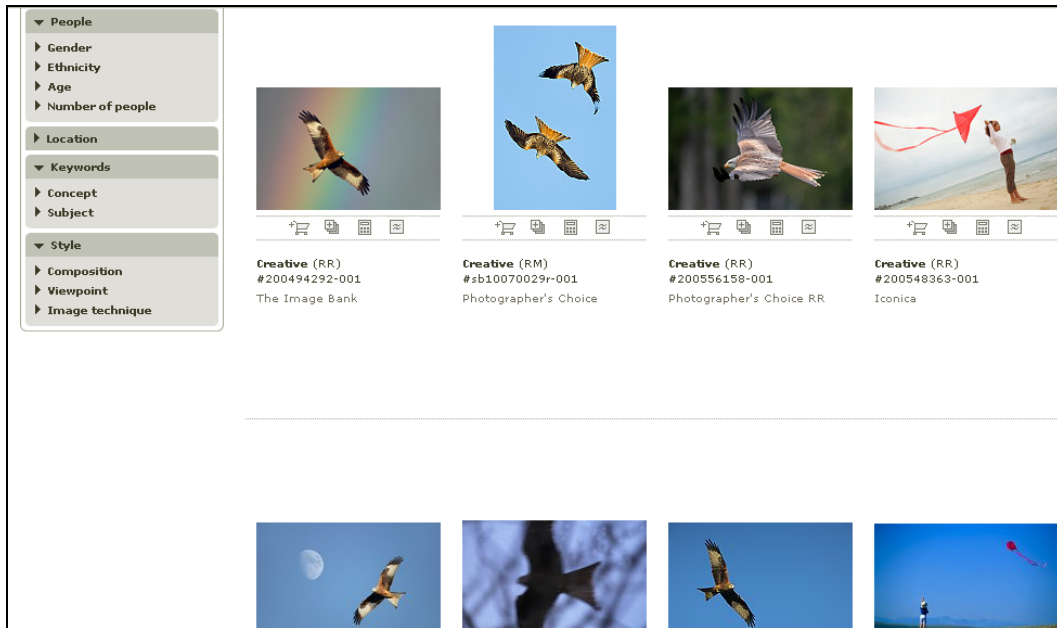 People
Gender
Ethnicity
Age
Number of people
Location
Keywords
Concept
Subject
Style
Composition
Viewpoint
Image technique
Creative (RR)
#200494292-001
The Image Bank
Creative (RM)
#sb10070029r-001
Photographer's Choice
Creative (RR)
#200556158-001
Photographer's Choice RR
Creative (RR)
#200548363-001
Iconica